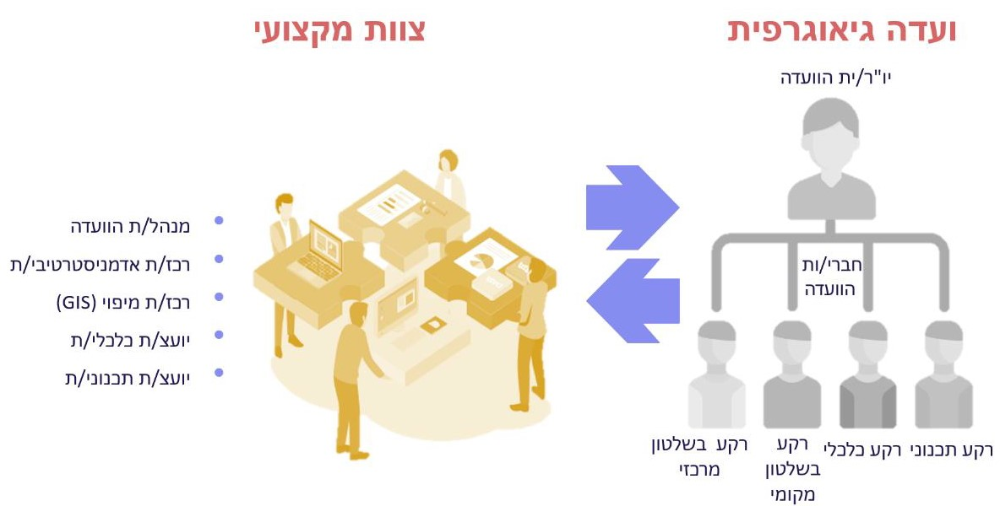 ועדה גיאוגרפית
יו"ר/ית הוועדה
חברי/ות
הוועדה
רקע תכנוני
רקע כלכלי
רקע
בשלטון
מקומי
רקע בשלטון
מרכזי
צוות מקצועי
מנהל/ת הוועדה
רכז/ת אדמניסטרטיבי/ת
רכז/ת מיפוי (GIS)
יועצ/ת כלכלי/ת
יועצ/ת תכנוני/ת